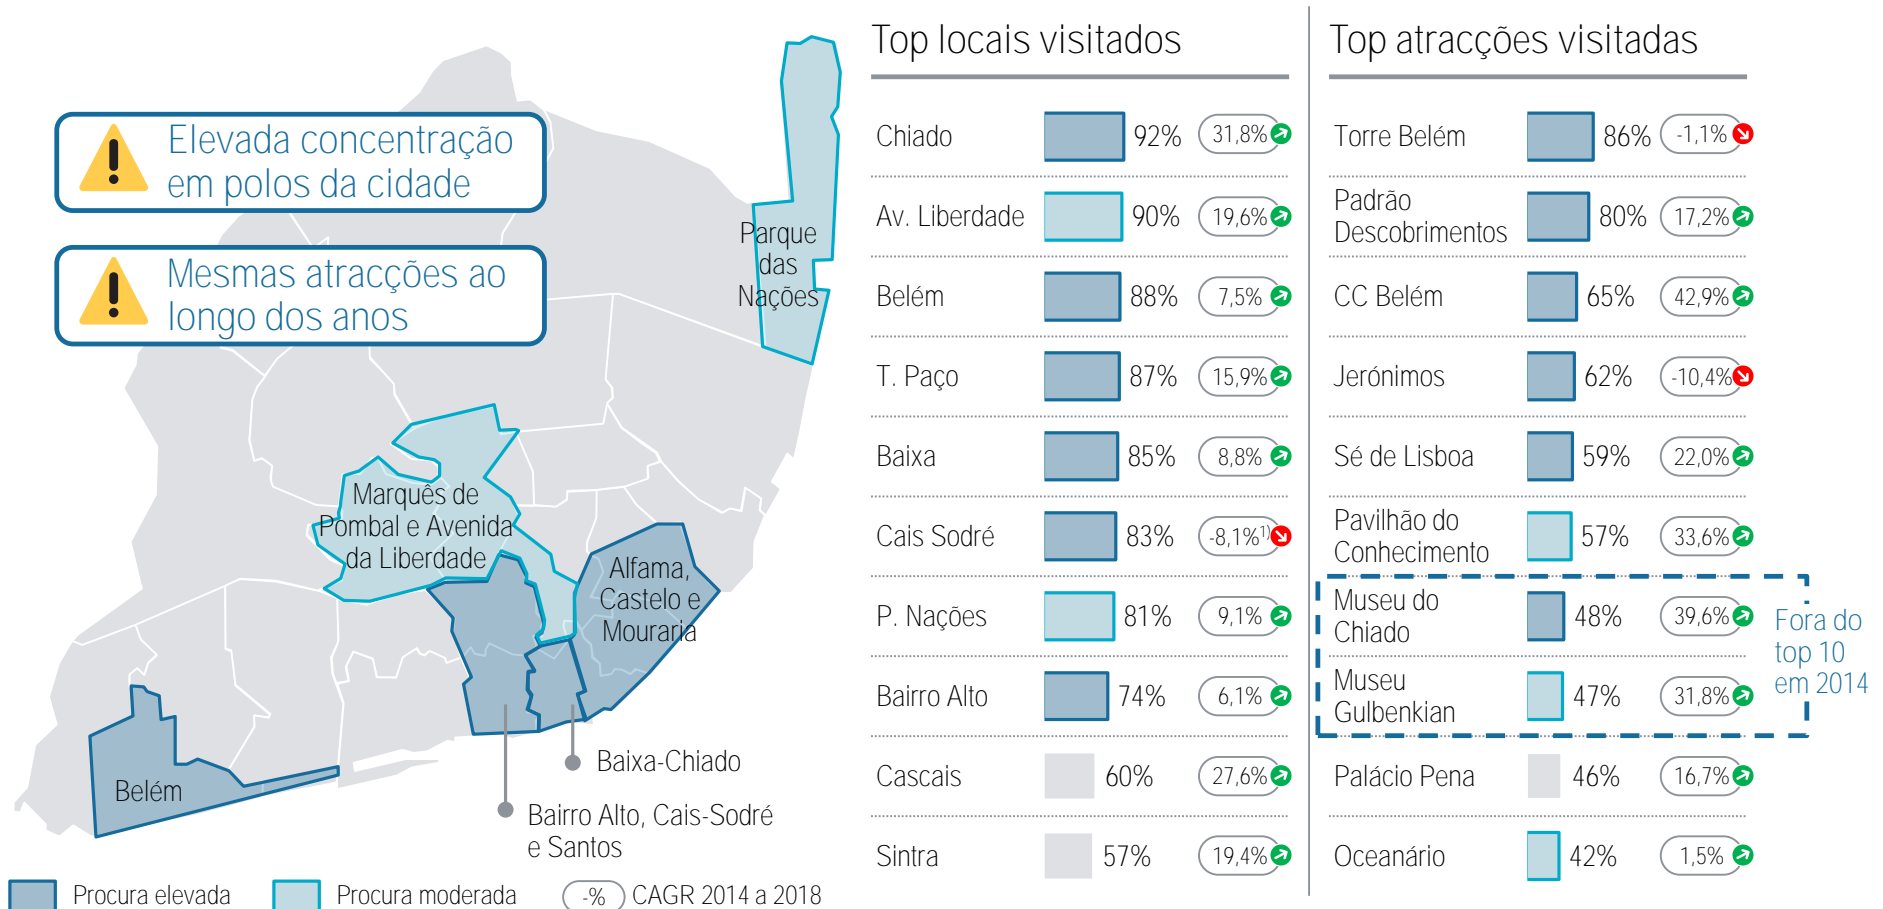 Elevada concentração
em polos da cidade
Mesmas atracções ao
longo dos anos
Parque
das
Nações
Marquês de
Pombal e Avenida
da Liberdade
Alfama,
Castelo e
Mouraria
Belém
Baixa-Chiado
Bairro Alto, Cais-Sodré
e Santos
Procura elevada
Procura moderada
-% CAGR 2014 a 2018
Top locais visitados
Chiado 92% 31,8%
Av. Liberdade 90% 19,6%
Belém 88% 7,5%
T. Paço 87% 15,9%
Baixa 85% 8,8%
Cais Sodré 83% -8,1%1)
P. Nações 81% 9,1%
Bairro Alto 74% 6,1%
Cascais 60% 27,6%
Sintra 57% 19,4%
Top atracções visitadas
Torre Belém 86% -1,1%
Padrão
Descobrimentos 80% 17,2%
CC Belém 65% 42,9%
Jerónimos 62% -10,4%
Sé de Lisboa 59% 22,0%
Pavilhão do
Conhecimento 57% 33,6%
Museu do
Chiado 48% 39,6%
Museu
Gulbenkian 47% 31,8%
Palácio Pena 46% 16,7%
Oceanário 42% 1,5%
Fora do
top 10
em 2014